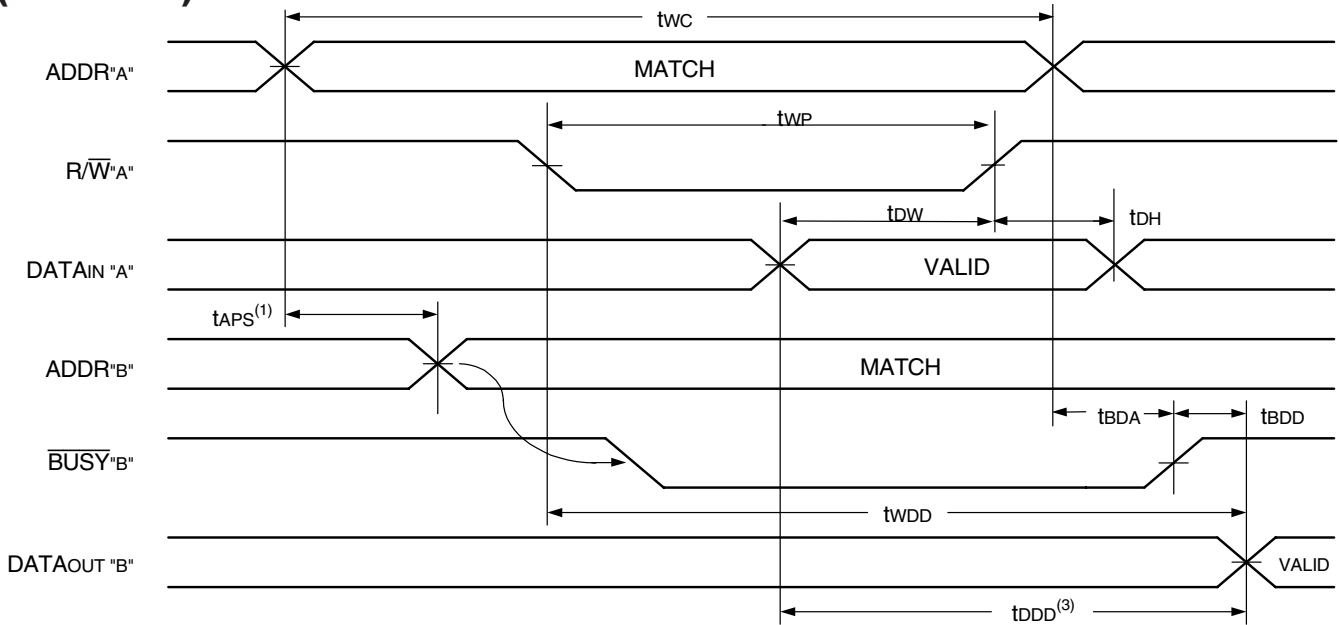 tWC
ADDR"A"
MATCH
tWP
R/W̅"A"
tDW
tDH
DATAIN "A"
VALID
tAPS(1)
ADDR"B"
MATCH
tBDA
tBDD
B̅U̅S̅Y̅"B"
tWDD
DATAOUT "B"
VALID
tDDD(3)